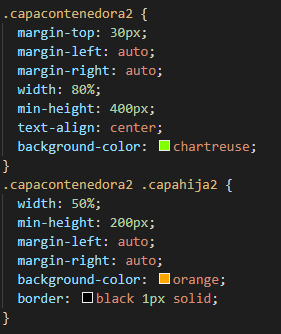 .capacontenedora2 {
margin-top: 30px;
margin-left: auto;
margin-right: auto;
width: 80%;
min-height: 400px;
text-align: center;
background-color: chartreuse;
}
.capacontenedora2 .capahija2 {
width: 50%;
min-height: 200px;
margin-left: auto;
margin-right: auto;
background-color: orange;
border: black 1px solid;
}